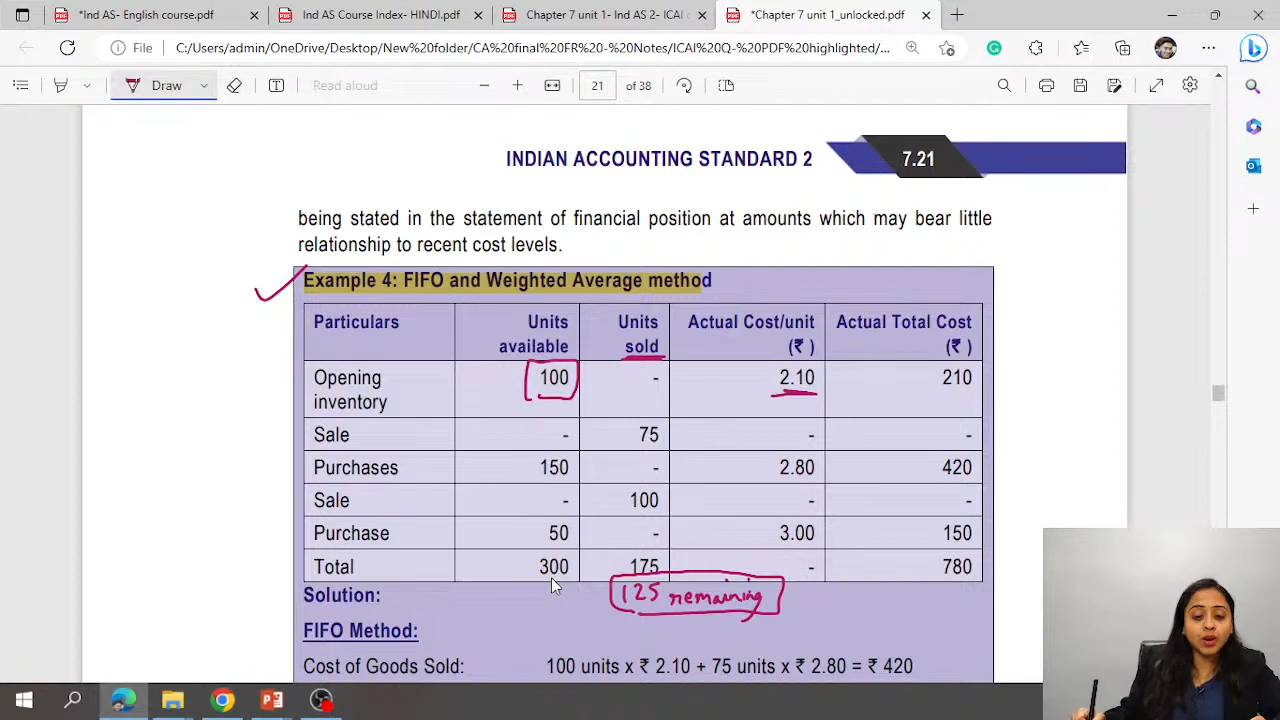 *Ind AS- English course.pdf
Ind AS Course Index- HINDI.pdf
Chapter 7 unit 1- Ind AS 2- ICAI
*Chapter 7 unit 1_unlocked.pdf
File C:/Users/admin/OneDrive/Desktop/New%20folder/CA%20final%20FR%20-%20Notes/ICAI%20Q-%20PDF%20highlighted/...
Draw
Read aloud
21 of 38
INDIAN ACCOUNTING STANDARD 2 7.21
being stated in the statement of financial position at amounts which may bear little
relationship to recent cost levels.
Example 4: FIFO and Weighted Average method
Particulars Units available Units sold Actual Cost/unit (₹ ) Actual Total Cost (₹ )
Opening inventory 100 - 2.10 210
Sale - 75 - -
Purchases 150 - 2.80 420
Sale - 100 - -
Purchase 50 - 3.00 150
Total 300 175 - 780
125 remaining
Solution:
FIFO Method:
Cost of Goods Sold: 100 units x ₹ 2.10 + 75 units x ₹ 2.80 = ₹ 420